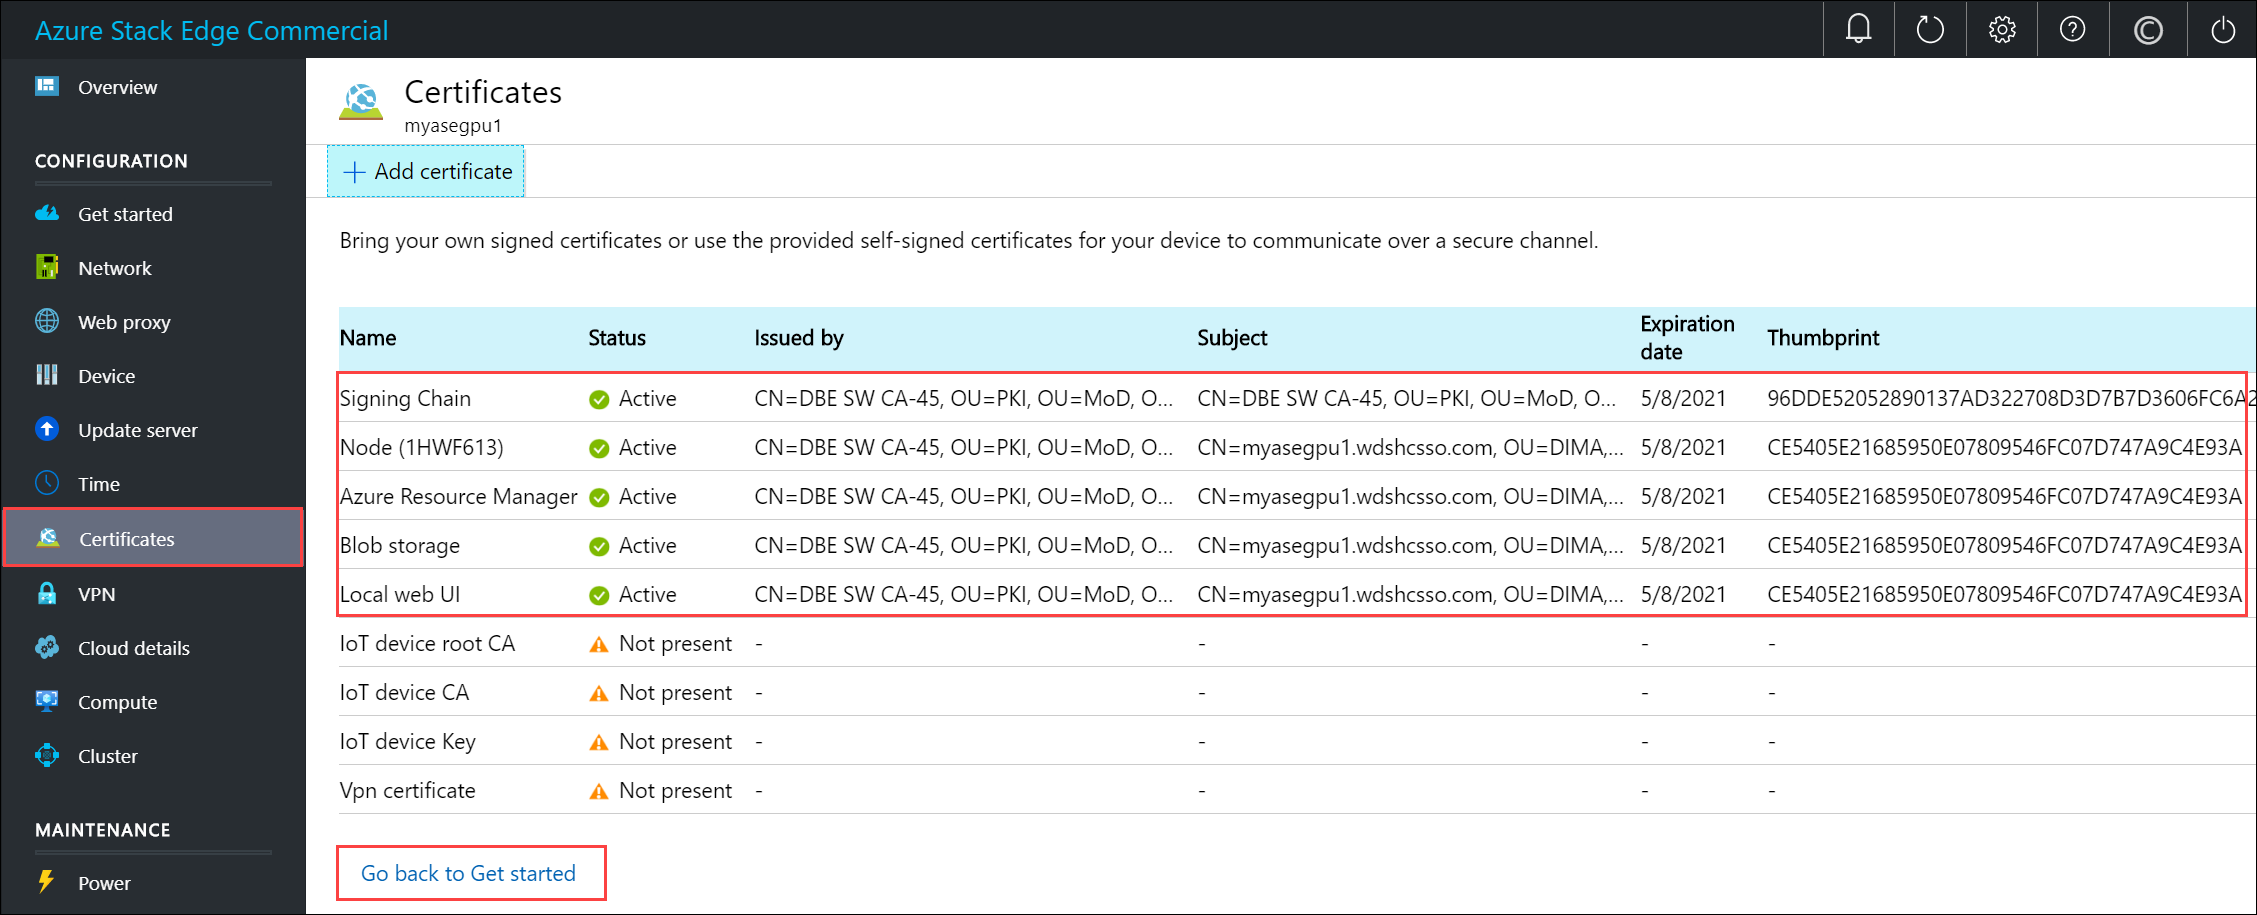 Azure Stack Edge Commercial
Overview
CONFIGURATION
Get started
Network
Web proxy
Device
Update server
Time
Certificates
VPN
Cloud details
Compute
Cluster
MAINTENANCE
Power
Certificates
myasegpu1
+ Add certificate
Bring your own signed certificates or use the provided self-signed certificates for your device to communicate over a secure channel.
Name Status Issued by Subject Expiration date Thumbprint
Signing Chain Active CN=DBE SW CA-45, OU=PKI, OU=MoD, O... CN=DBE SW CA-45, OU=PKI, OU=MoD, O... 5/8/2021 96DDE52052890137AD322708D3D7B7D3606FC6A2
Node (1HWF613) Active CN=DBE SW CA-45, OU=PKI, OU=MoD, O... CN=myasegpu1.wdshcsso.com, OU=DIMA,... 5/8/2021 CE5405E21685950E07809546FC07D747A9C4E93A
Azure Resource Manager Active CN=DBE SW CA-45, OU=PKI, OU=MoD, O... CN=myasegpu1.wdshcsso.com, OU=DIMA,... 5/8/2021 CE5405E21685950E07809546FC07D747A9C4E93A
Blob storage Active CN=DBE SW CA-45, OU=PKI, OU=MoD, O... CN=myasegpu1.wdshcsso.com, OU=DIMA,... 5/8/2021 CE5405E21685950E07809546FC07D747A9C4E93A
Local web UI Active CN=DBE SW CA-45, OU=PKI, OU=MoD, O... CN=myasegpu1.wdshcsso.com, OU=DIMA,... 5/8/2021 CE5405E21685950E07809546FC07D747A9C4E93A
IoT device root CA Not present - - - -
IoT device CA Not present - - - -
IoT device Key Not present - - - -
Vpn certificate Not present - - - -
Go back to Get started